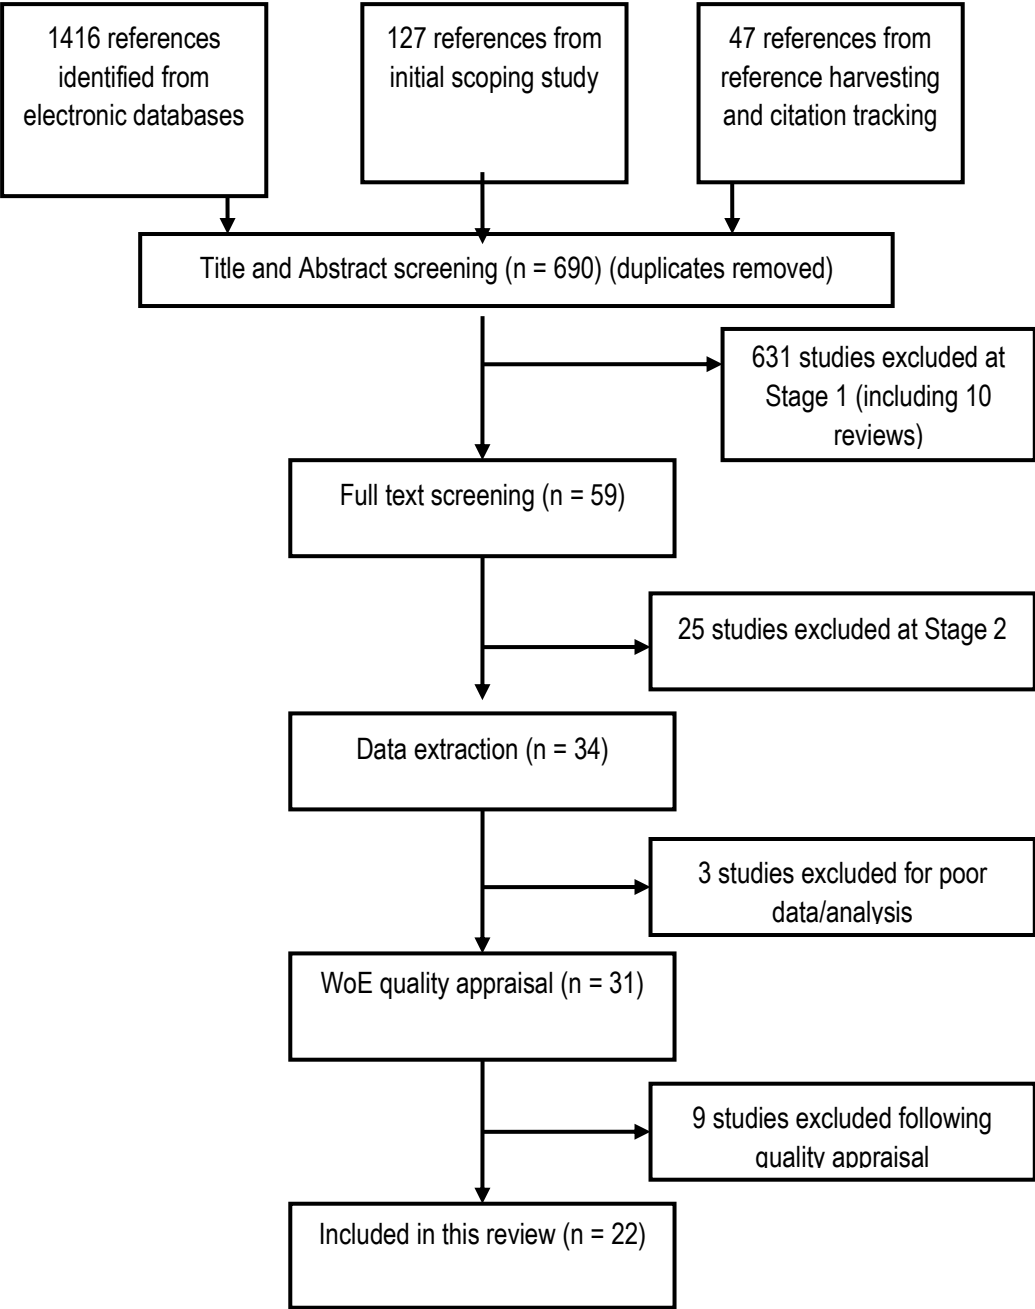 1416 references
identified from
electronic databases
127 references from
initial scoping study
47 references from
reference harvesting
and citation tracking
Title and Abstract screening (n = 690) (duplicates removed)
631 studies excluded at
Stage 1 (including 10
reviews)
Full text screening (n = 59)
25 studies excluded at Stage 2
Data extraction (n = 34)
3 studies excluded for poor
data/analysis
WoE quality appraisal (n = 31)
9 studies excluded following
quality appraisal
Included in this review (n = 22)